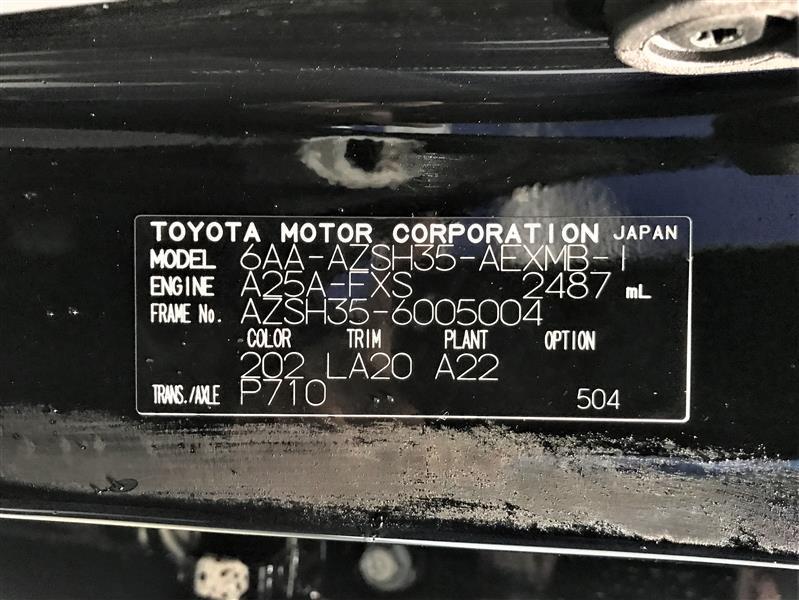 TOYOTA MOTOR CORPORATION JAPAN
MODEL 6AA-AZSH35-AEXMB-I
ENGINE A25A-FXS 2487 mL
FRAME No. AZSH35-6005004
COLOR TRIM PLANT OPTION
202 LA20 A22
TRANS./AXLE P710 504